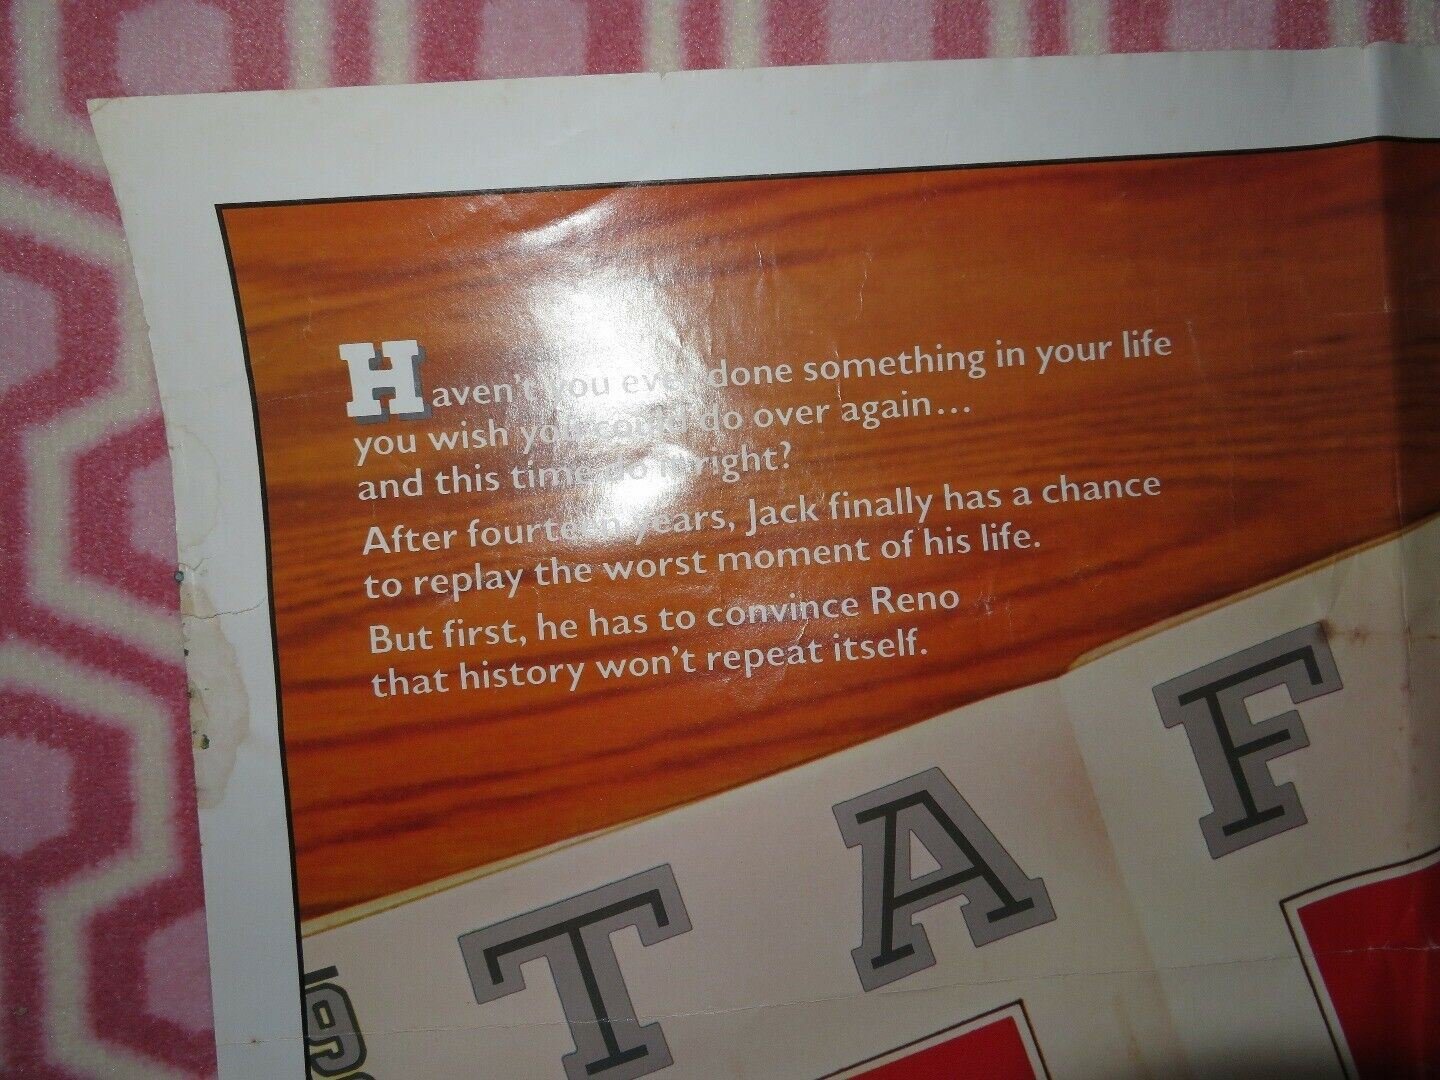 Haven't you ever done something in your life
you wish you could do over again...
and this time do it right?
After fourteen years, Jack finally has a chance
to replay the worst moment of his life.
But first, he has to convince Reno
that history won't repeat itself.
TAF
19